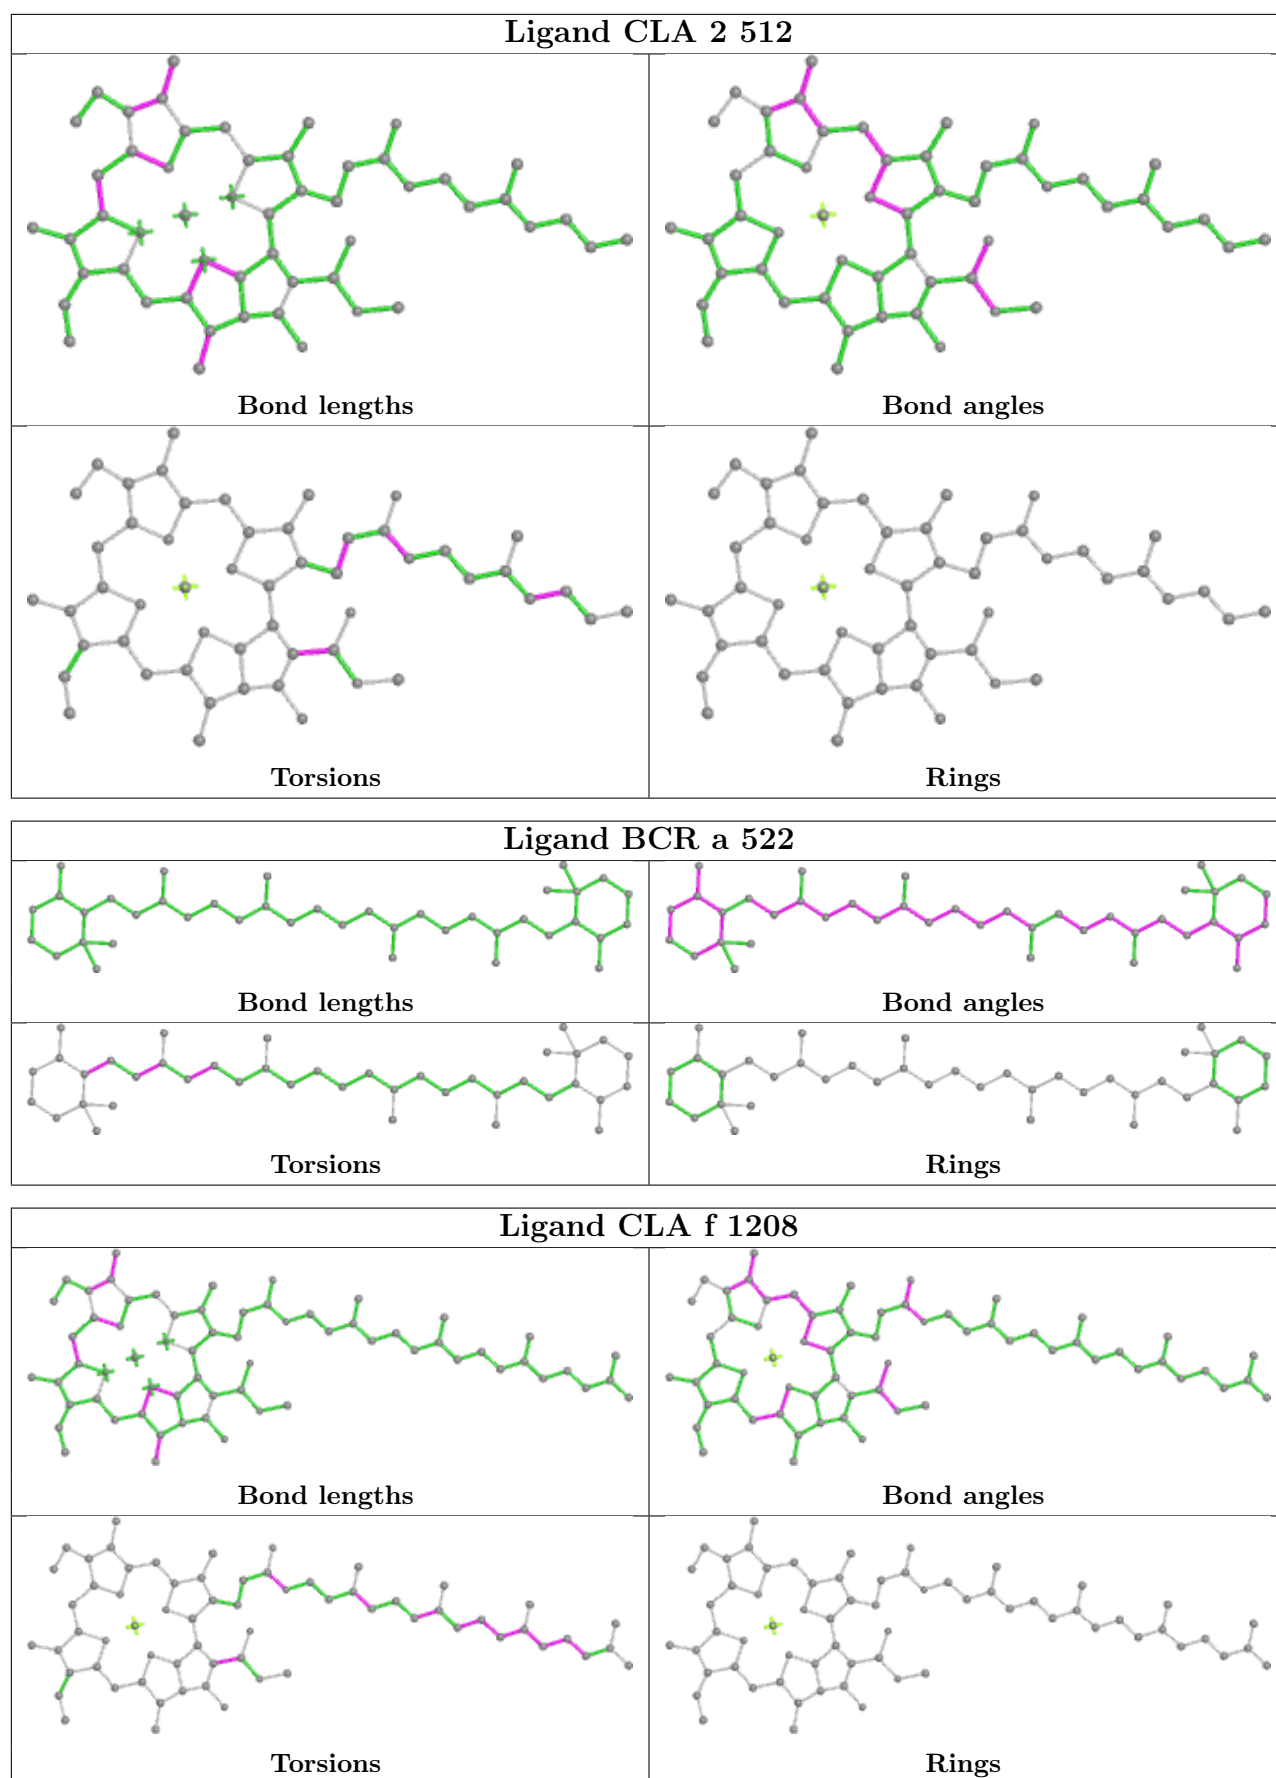 Ligand CLA 2 512
Bond lengths
Bond angles
Torsions
Rings
Ligand BCR a 522
Bond lengths
Bond angles
Torsions
Rings
Ligand CLA f 1208
Bond lengths
Bond angles
Torsions
Rings